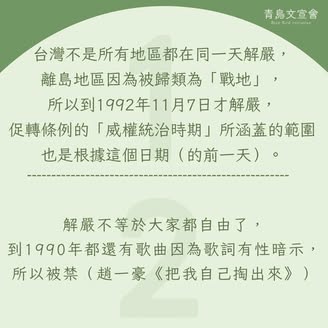 青鳥文宣會
台灣不是所有地區都在同一天解嚴，
離島地區因為被歸類為「戰地」，
所以到1992年11月7日才解嚴，
促轉條例的「威權統治時期」所涵蓋的範圍
也是根據這個日期（的前一天）。
1
解嚴不等於大家都自由了，
到1990年都還有歌曲因為歌詞有性暗示，
所以被禁（趙一豪《把我自己掏出來》）
2